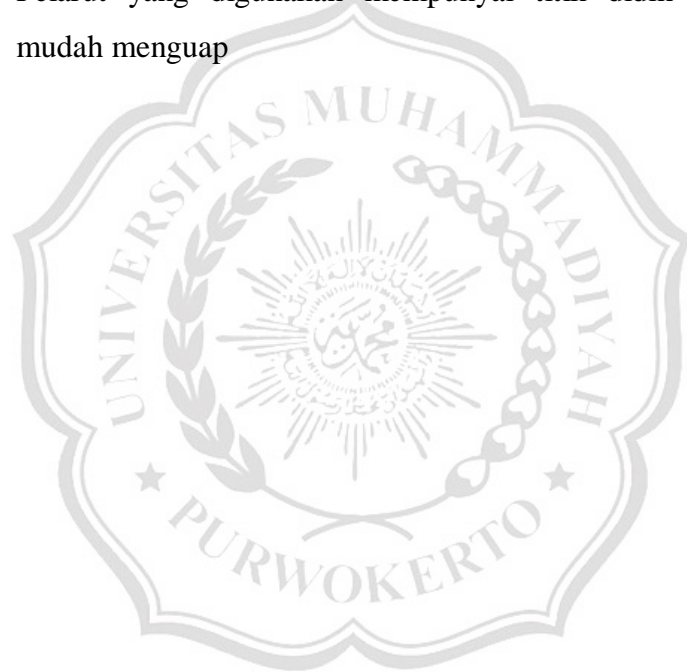 Pelarut yang digunakan mempunyai titik didih
mudah menguap
UNIVERSITAS MUHAMMADIYAH
PURWOKERTO